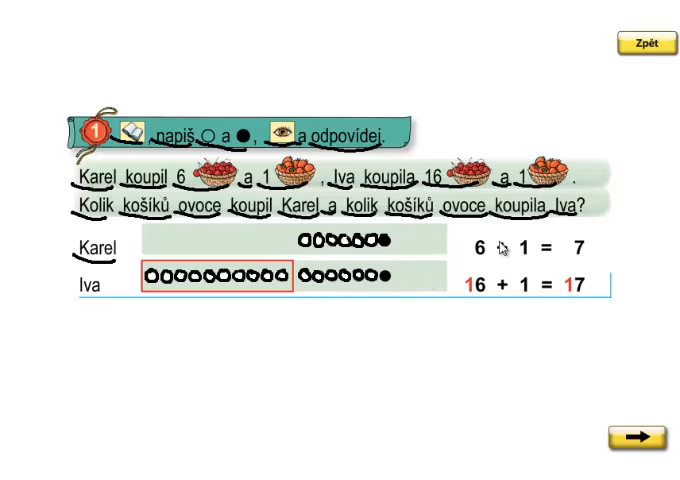 Zpět
1 , napiš a , a odpovídej.
Karel koupil 6 a 1 , Iva koupila 16 a 1 .
Kolik košíků ovoce koupil Karel a kolik košíků ovoce koupila Iva?
Karel 6 1 = 7
Iva 16 + 1 = 17